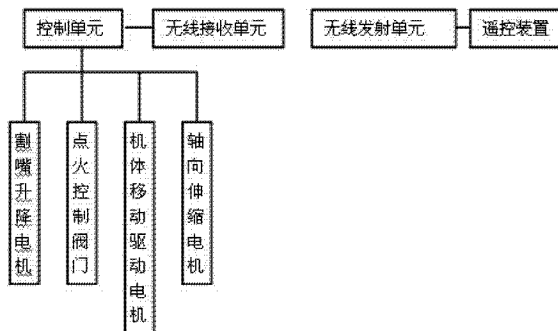 控制单元
无线接收单元
无线发射单元
遥控装置
割嘴升降电机
点火控制阀门
机体移动驱动电机
轴向伸缩电机